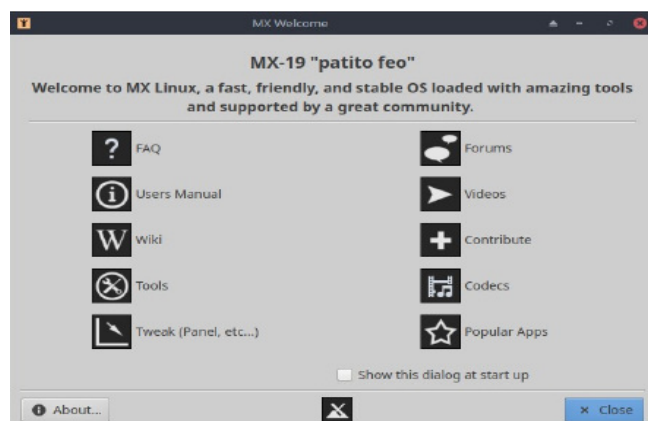 MX Welcome
MX-19 "patito feo"
Welcome to MX Linux, a fast, friendly, and stable OS loaded with amazing tools
and supported by a great community.
FAQ
Forums
Users Manual
Videos
Wiki
Contribute
Tools
Codecs
Tweak (Panel, etc...)
Popular Apps
Show this dialog at start up
About...
Close